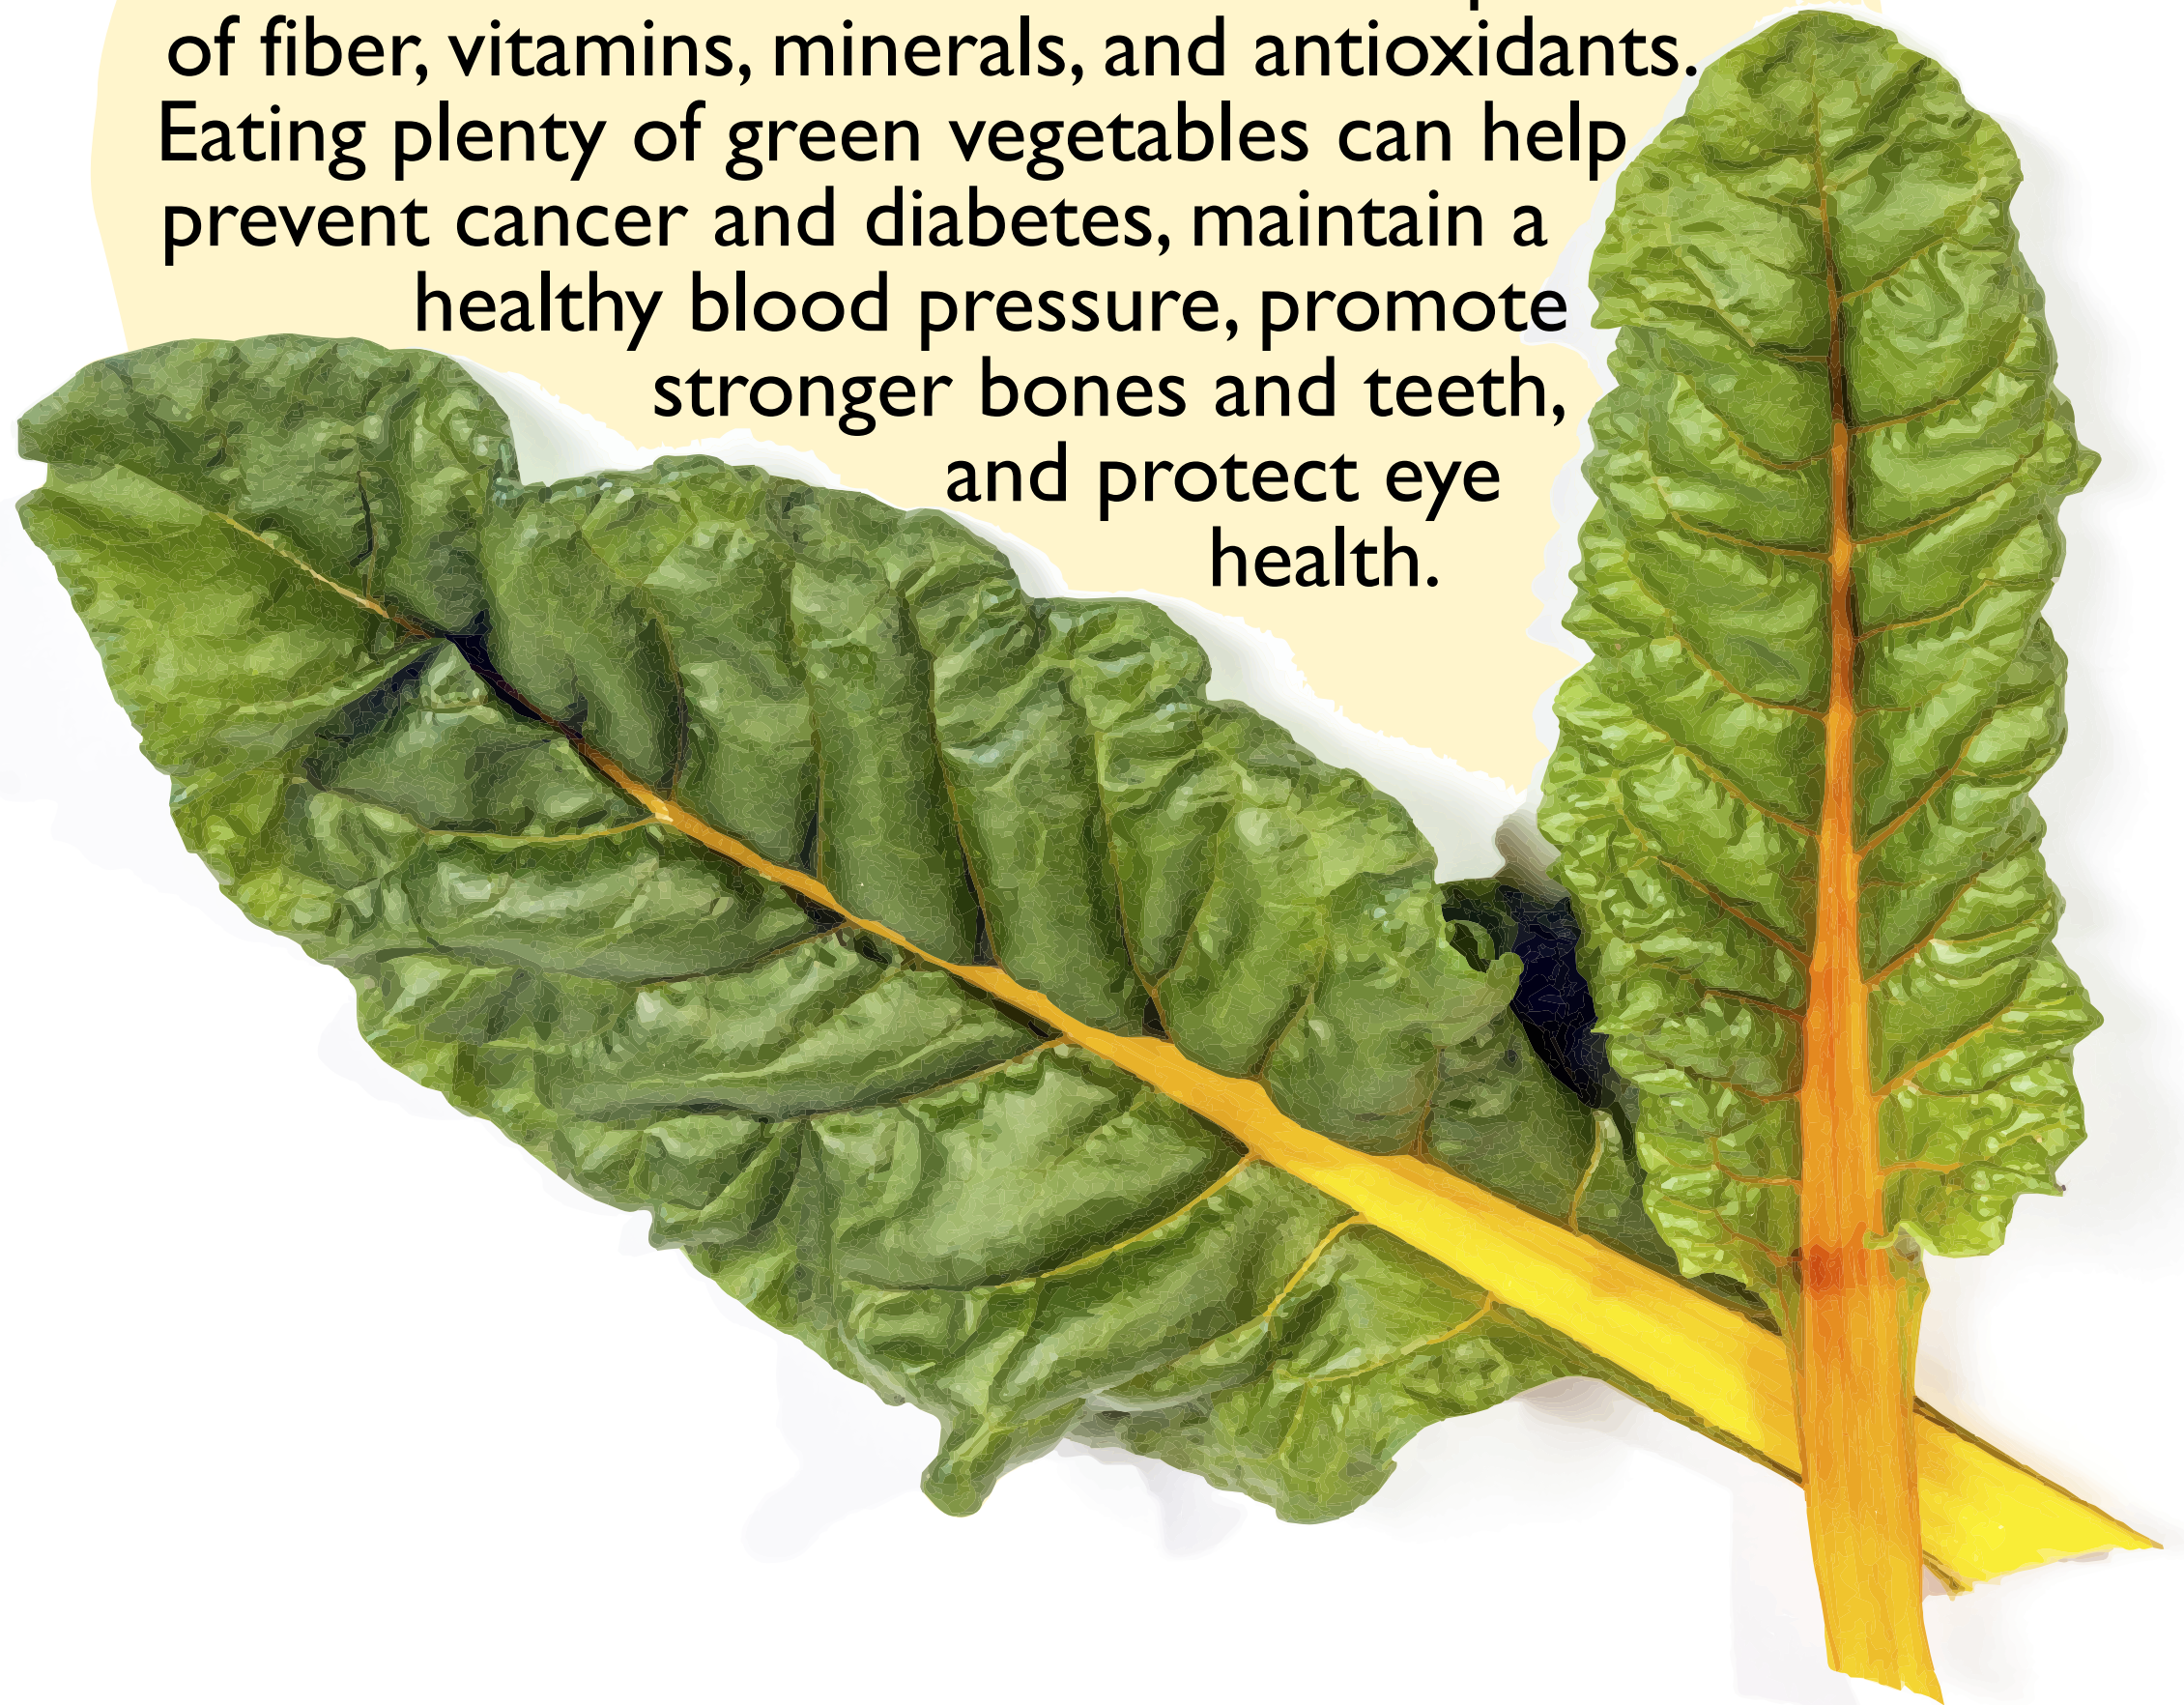 of fiber, vitamins, minerals, and antioxidants.
Eating plenty of green vegetables can help
prevent cancer and diabetes, maintain a
healthy blood pressure, promote
stronger bones and teeth,
and protect eye
health.